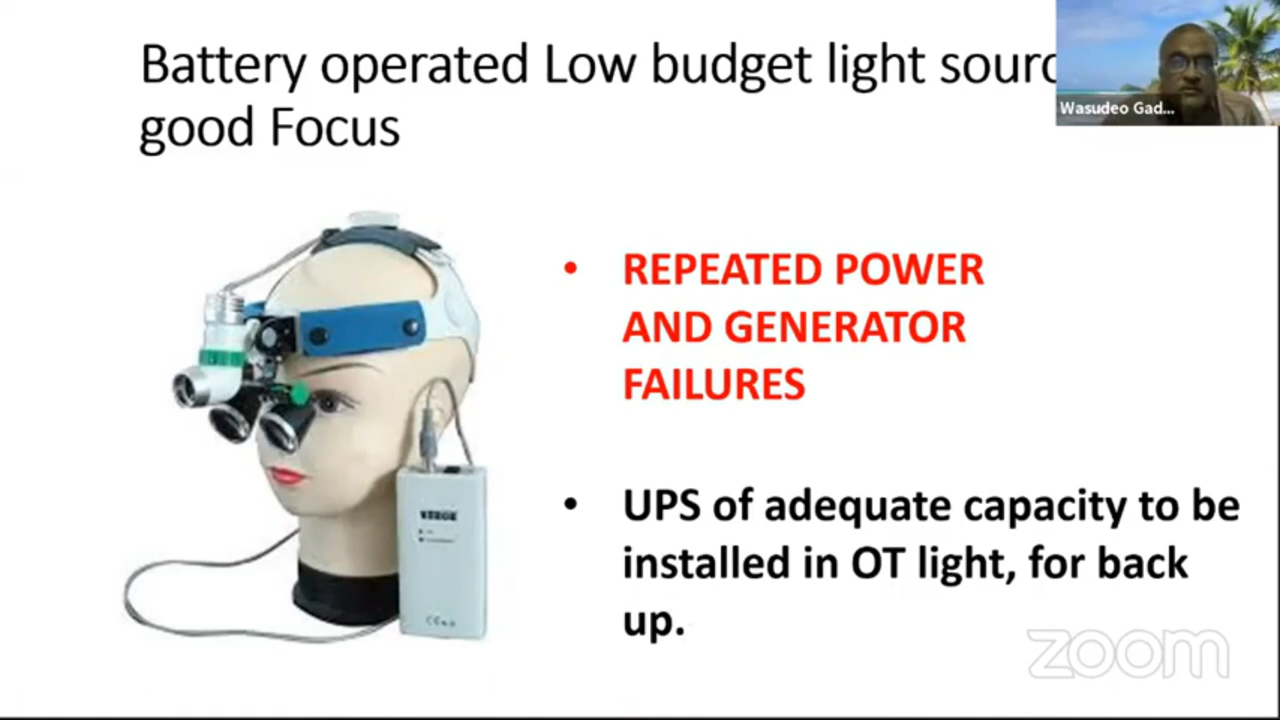 Battery operated Low budget light sourc
good Focus
Wasudeo Gad...
• REPEATED POWER
AND GENERATOR
FAILURES
• UPS of adequate capacity to be
installed in OT light, for back
up.
CE
zoom